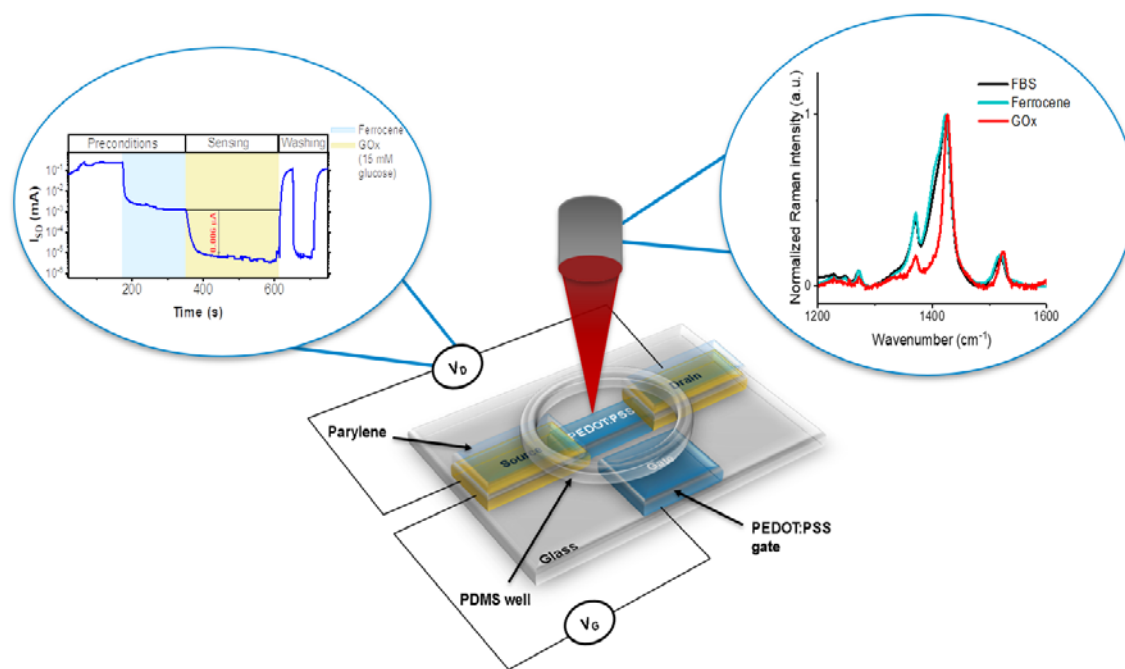 Preconditions Sensing Washing
Ferrocene
GOx
(15 mM
glucose)
10⁻¹
10⁻²
10⁻³
10⁻⁴
10⁻⁵
10⁻⁶
I_SD (mA)
200 400 600
Time (s)
FBS
Ferrocene
GOx
Normalized Raman intensity (a.u.)
1
0
1200 1300 1400 1500 1600
Wavenumber (cm⁻¹)
V_D
Parylene
Source
PEDOT:PSS
Drain
Gate
Glass
PDMS well
PEDOT:PSS
gate
V_G